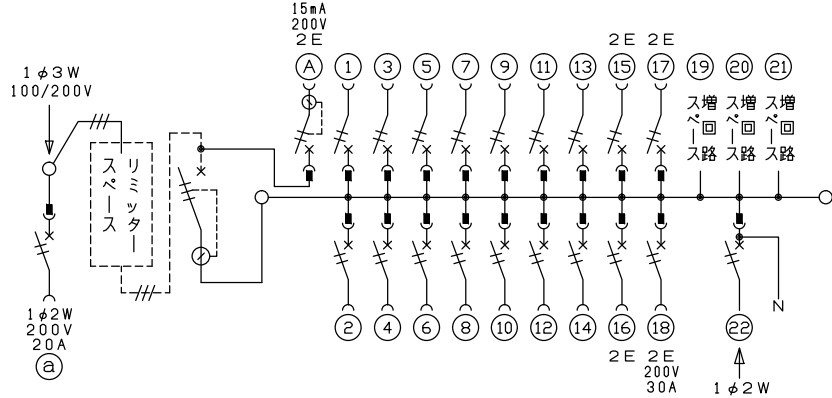 15mA
200V
2E
2E
2E
1φ3W
100/200V
A
1
3
5
7
9
11
13
15
17
19
20
21
増回路
スペース
増回路
スペース
増回路
スペース
リミッター
スペース
1φ2W
200V
20A
a
2
4
6
8
10
12
14
16
18
22
N
2E
2E
200V
30A
1φ2W